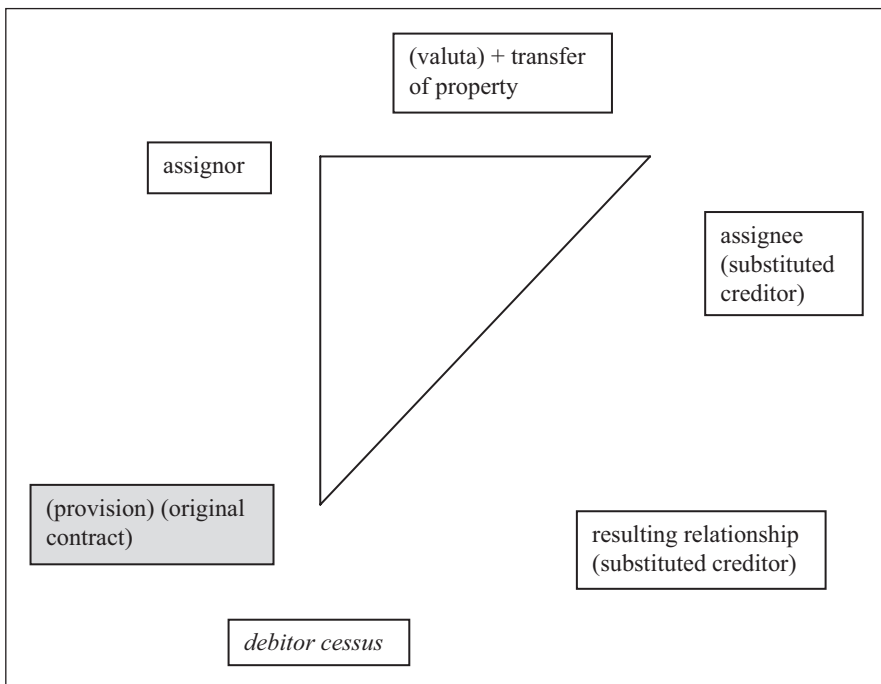 (valuta) + transfer
of property
assignor
assignee
(substituted
creditor)
(provision) (original
contract)
resulting relationship
(substituted creditor)
debitor cessus